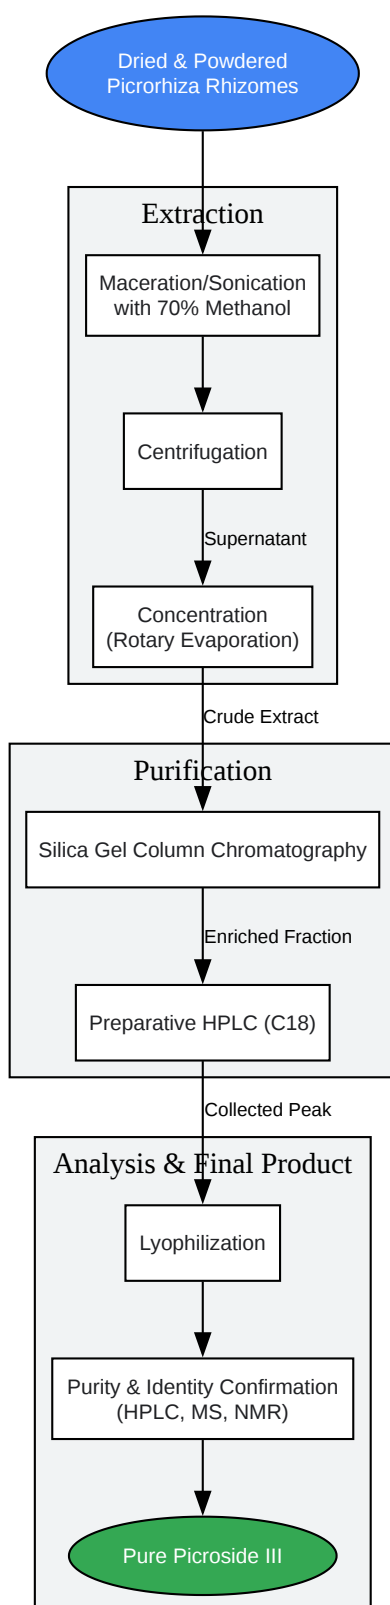 Dried & Powdered
Picrorhiza Rhizomes
Extraction
Maceration/Sonication
with 70% Methanol
Centrifugation
Supernatant
Concentration
(Rotary Evaporation)
Crude Extract
Purification
Silica Gel Column Chromatography
Enriched Fraction
Preparative HPLC (C18)
Collected Peak
Analysis & Final Product
Lyophilization
Purity & Identity Confirmation
(HPLC, MS, NMR)
Pure Picroside III